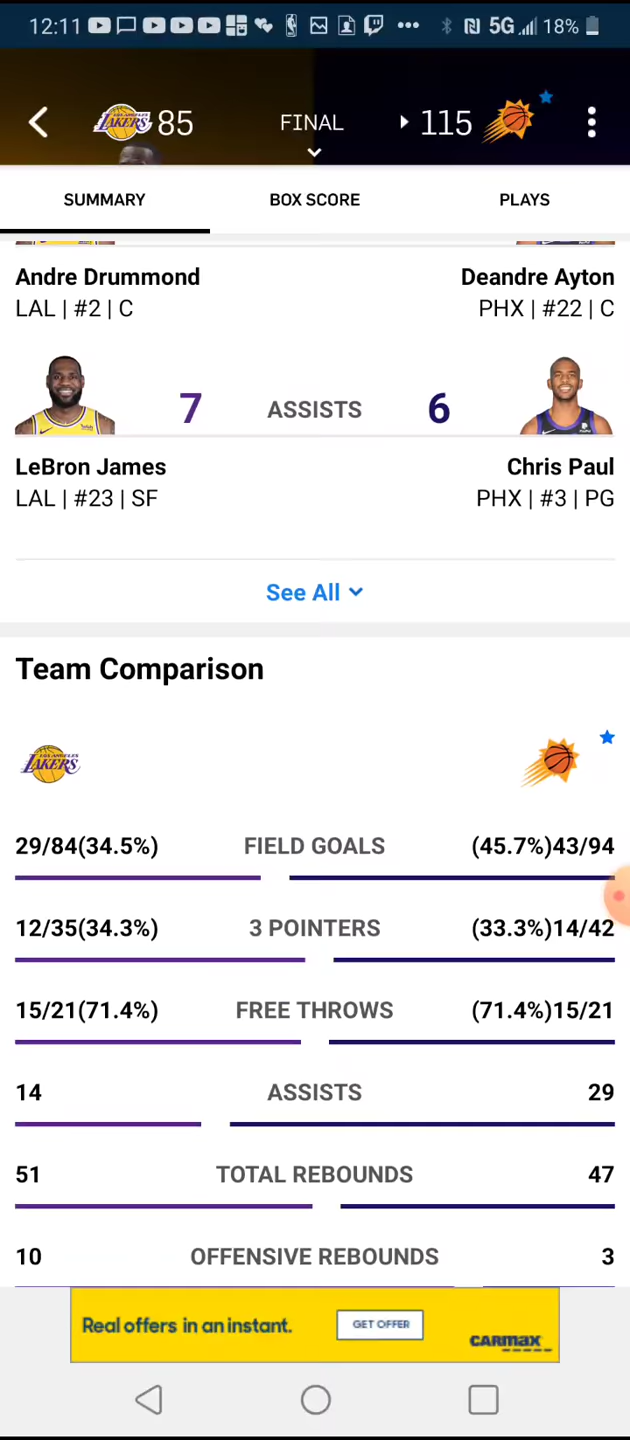 12:11 5G 18%
LAKERS 85 FINAL 115
SUMMARY BOX SCORE PLAYS
Andre Drummond Deandre Ayton
LAL | #2 | C PHX | #22 | C
7 ASSISTS 6
LeBron James Chris Paul
LAL | #23 | SF PHX | #3 | PG
See All
Team Comparison
LOS ANGELES
LAKERS
29/84(34.5%) FIELD GOALS (45.7%)43/94
12/35(34.3%) 3 POINTERS (33.3%)14/42
15/21(71.4%) FREE THROWS (71.4%)15/21
14 ASSISTS 29
51 TOTAL REBOUNDS 47
10 OFFENSIVE REBOUNDS 3
Real offers in an instant. GET OFFER CARMAX